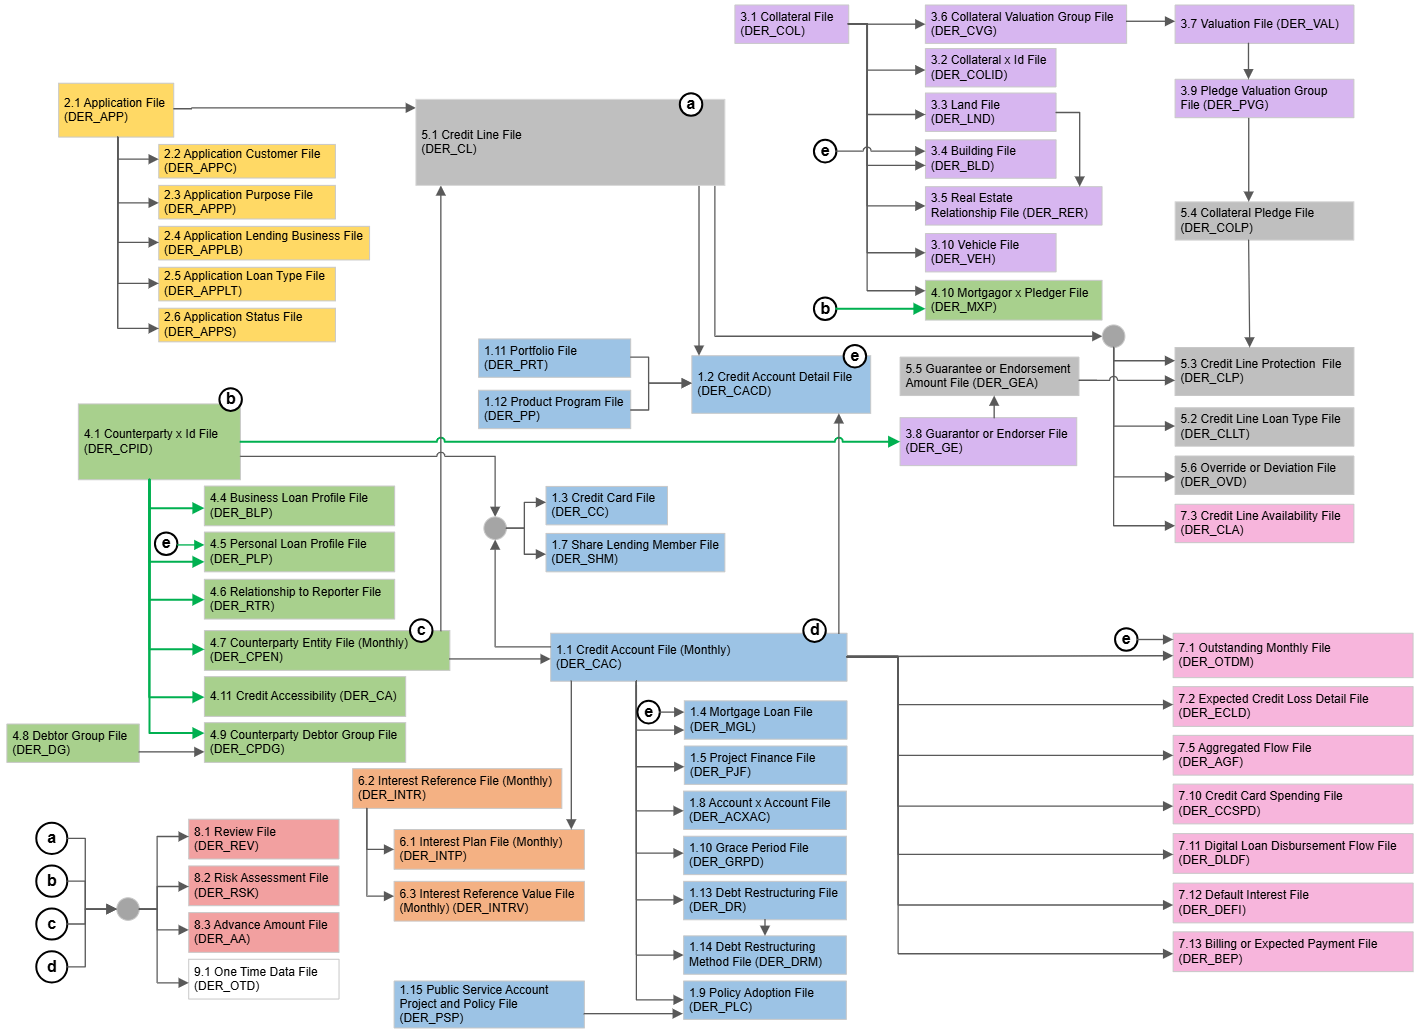 3.1 Collateral File
(DER_COL)
3.6 Collateral Valuation Group File
(DER_CVG)
3.7 Valuation File (DER_VAL)
3.2 Collateral x Id File
(DER_COLID)
3.9 Pledge Valuation Group
File (DER_PVG)
3.3 Land File
(DER_LND)
e
3.4 Building File
(DER_BLD)
3.5 Real Estate
Relationship File (DER_RER)
5.4 Collateral Pledge File
(DER_COLP)
3.10 Vehicle File
(DER_VEH)
b
4.10 Mortgagor x Pledger File
(DER_MXP)
2.1 Application File
(DER_APP)
a
5.1 Credit Line File
(DER_CL)
2.2 Application Customer File
(DER_APPC)
2.3 Application Purpose File
(DER_APPP)
2.4 Application Lending Business File
(DER_APPLB)
2.5 Application Loan Type File
(DER_APPLT)
2.6 Application Status File
(DER_APPS)
1.11 Portfolio File
(DER_PRT)
e
1.2 Credit Account Detail File
(DER_CACD)
1.12 Product Program File
(DER_PP)
5.5 Guarantee or Endorsement
Amount File (DER_GEA)
5.3 Credit Line Protection  File
(DER_CLP)
3.8 Guarantor or Endorser File
(DER_GE)
5.2 Credit Line Loan Type File
(DER_CLLT)
5.6 Override or Deviation File
(DER_OVD)
7.3 Credit Line Availability File
(DER_CLA)
b
4.1 Counterparty x Id File
(DER_CPID)
4.4 Business Loan Profile File
(DER_BLP)
e
4.5 Personal Loan Profile File
(DER_PLP)
4.6 Relationship to Reporter File
(DER_RTR)
c
4.7 Counterparty Entity File (Monthly)
(DER_CPEN)
4.11 Credit Accessibility (DER_CA)
4.8 Debtor Group File
(DER_DG)
4.9 Counterparty Debtor Group File
(DER_CPDG)
1.3 Credit Card File
(DER_CC)
1.7 Share Lending Member File
(DER_SHM)
d
1.1 Credit Account File (Monthly)
(DER_CAC)
e
1.4 Mortgage Loan File
(DER_MGL)
1.5 Project Finance File
(DER_PJF)
1.8 Account x Account File
(DER_ACXAC)
1.10 Grace Period File
(DER_GRPD)
1.13 Debt Restructuring File
(DER_DR)
1.14 Debt Restructuring
Method File (DER_DRM)
1.9 Policy Adoption File
(DER_PLC)
1.15 Public Service Account
Project and Policy File
(DER_PSP)
6.2 Interest Reference File (Monthly)
(DER_INTR)
6.1 Interest Plan File (Monthly)
(DER_INTP)
6.3 Interest Reference Value File
(Monthly) (DER_INTRV)
e
7.1 Outstanding Monthly File
(DER_OTDM)
7.2 Expected Credit Loss Detail File
(DER_ECLD)
7.5 Aggregated Flow File
(DER_AGF)
7.10 Credit Card Spending File
(DER_CCSPD)
7.11 Digital Loan Disbursement Flow File
(DER_DLDF)
7.12 Default Interest File
(DER_DEFI)
7.13 Billing or Expected Payment File
(DER_BEP)
a
b
c
d
8.1 Review File
(DER_REV)
8.2 Risk Assessment File
(DER_RSK)
8.3 Advance Amount File
(DER_AA)
9.1 One Time Data File
(DER_OTD)